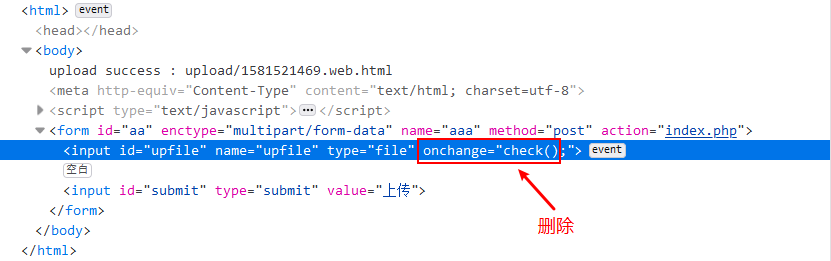 <html> event
<head></head>
<body>
upload success : upload/1581521469.web.html
<meta http-equiv="Content-Type" content="text/html; charset=utf-8">
<script type="text/javascript"> ••• </script>
<form id="aa" enctype="multipart/form-data" name="aaa" method="post" action="index.php">
<input id="upfile" name="upfile" type="file" onchange="check();"> event
空白
<input id="submit" type="submit" value="上传">
</form>
删除
</body>
</html>